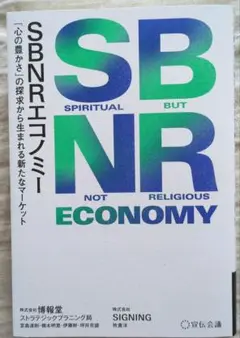 SBNRエコノミー
「心の豊かさ」の探求から生まれる新たなマーケット
SB
SPIRITUAL BUT
NR
NOT RELIGIOUS
ECONOMY
株式会社 博報堂
ストラテジックプラニング局
株式会社
SIGNING
宣伝会議